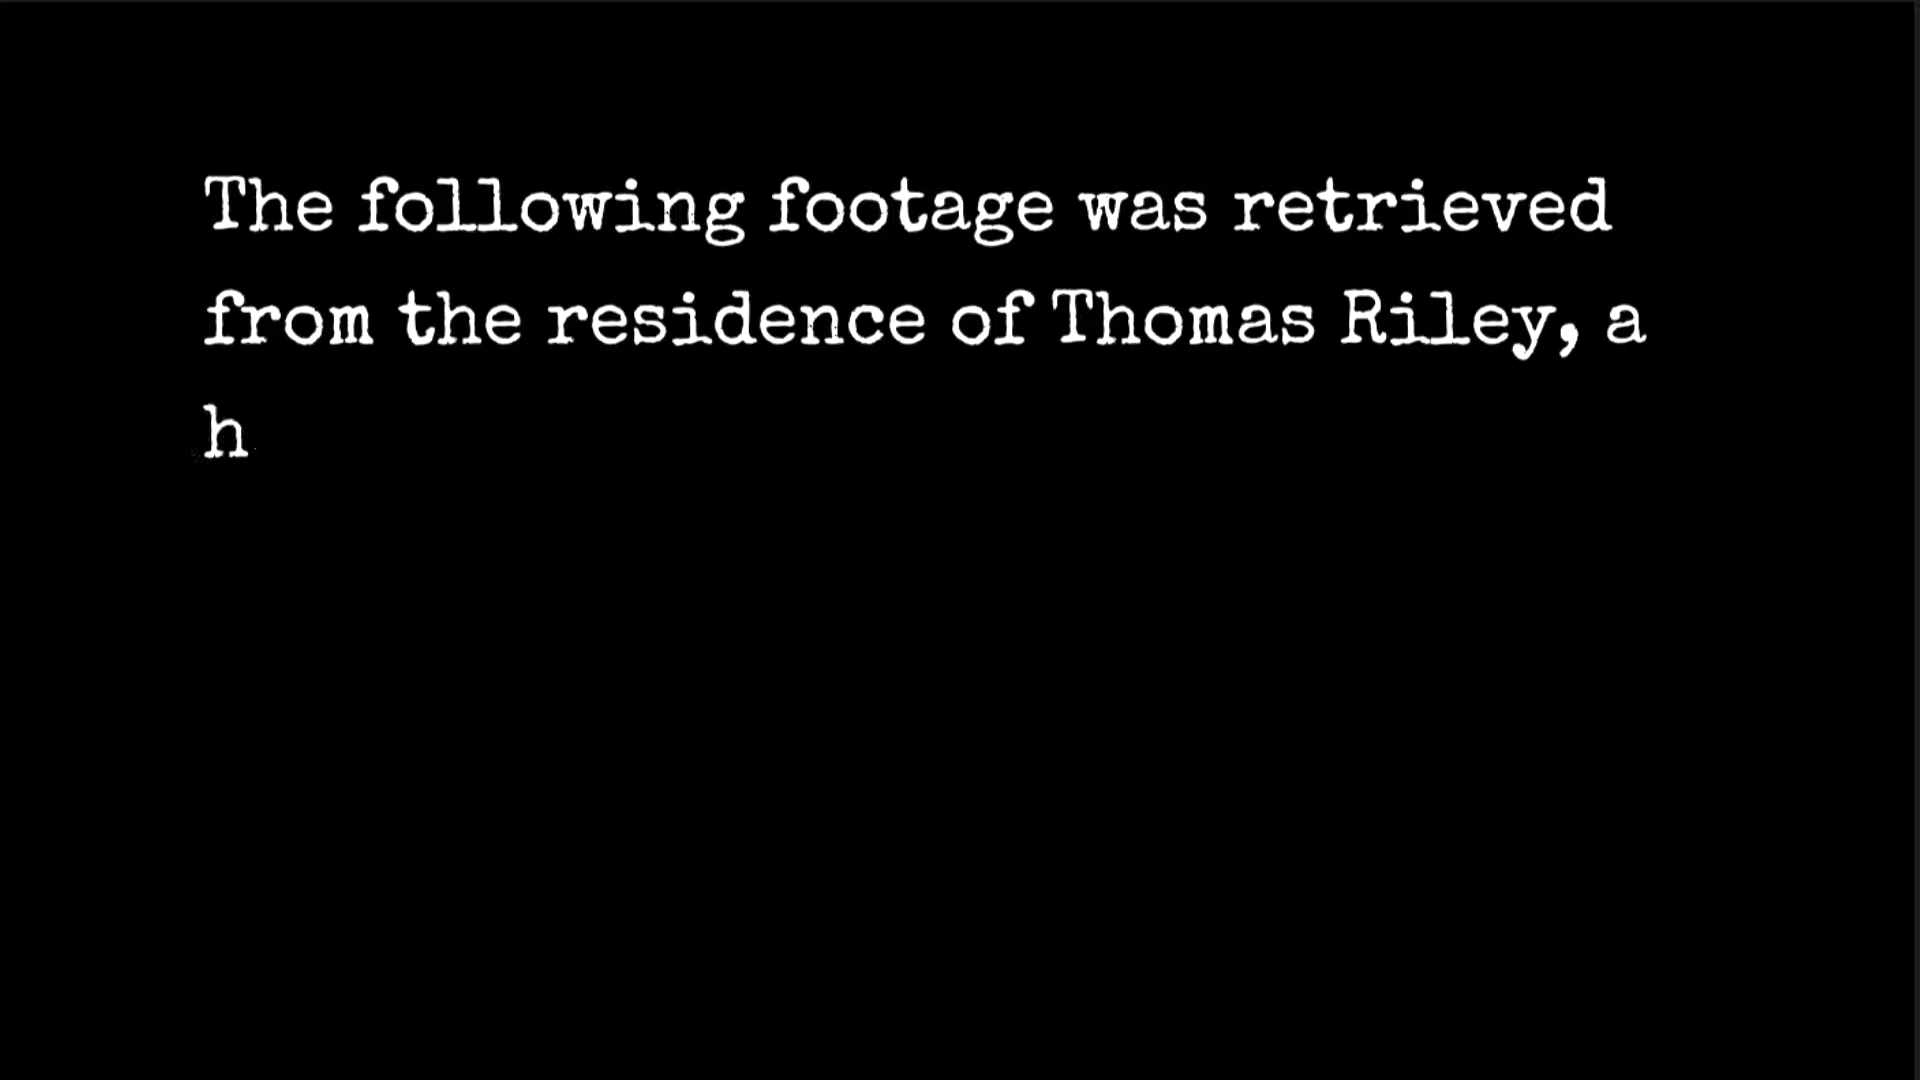 The following footage was retrieved
from the residence of Thomas Riley, a
h